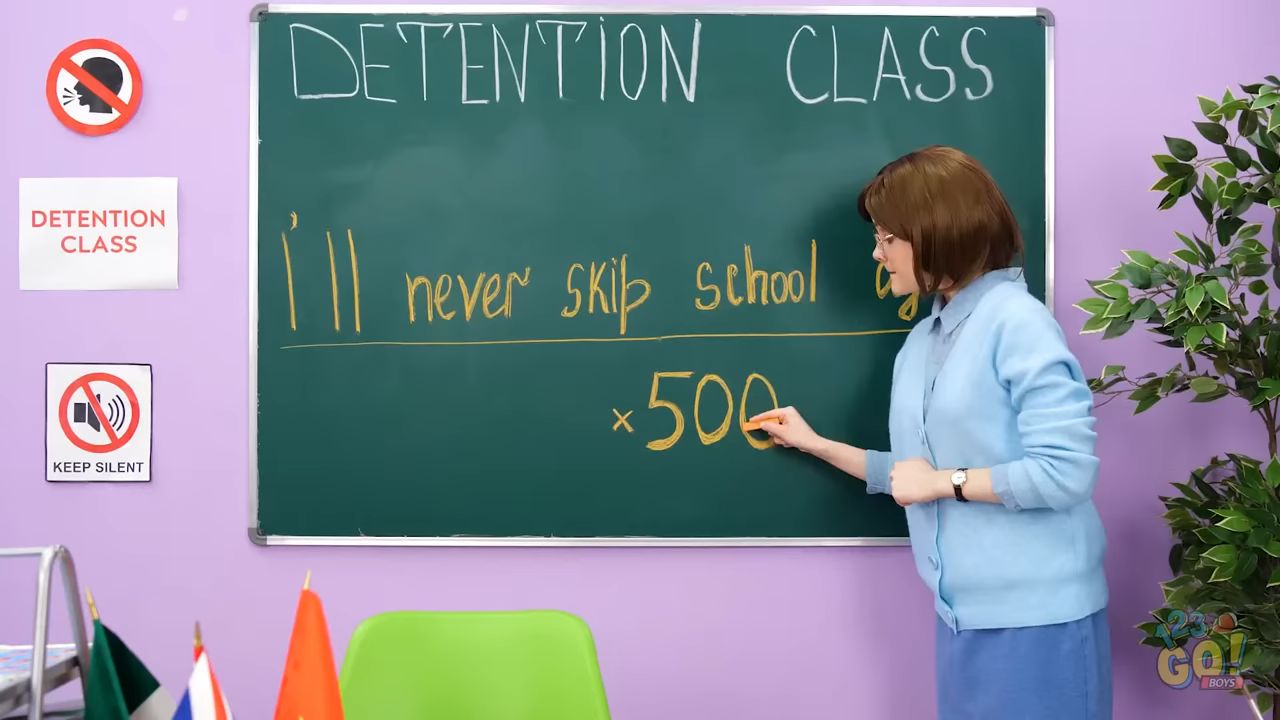 DETENTION CLASS
DETENTION
CLASS
I'll never skip school
×500
KEEP SILENT
123
GO!
BOYS